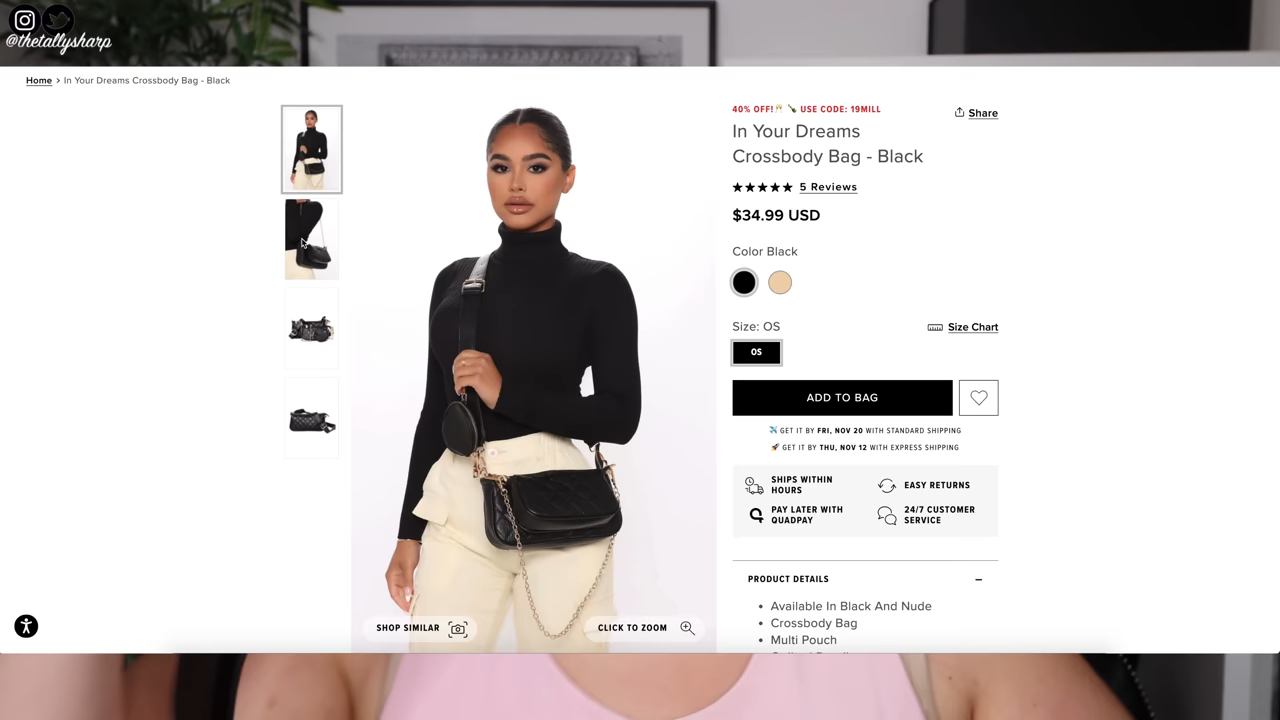 @thetallysharp
Home > In Your Dreams Crossbody Bag - Black
40% OFF! USE CODE: 19MILL
Share
In Your Dreams
Crossbody Bag - Black
5 Reviews
$34.99 USD
Color Black
Size: OS
Size Chart
OS
ADD TO BAG
GET IT BY FRI, NOV 20 WITH STANDARD SHIPPING
GET IT BY THU, NOV 12 WITH EXPRESS SHIPPING
SHIPS WITHIN
HOURS
EASY RETURNS
PAY LATER WITH
QUADPAY
24/7 CUSTOMER
SERVICE
PRODUCT DETAILS
• Available In Black And Nude
• Crossbody Bag
• Multi Pouch
SHOP SIMILAR
CLICK TO ZOOM